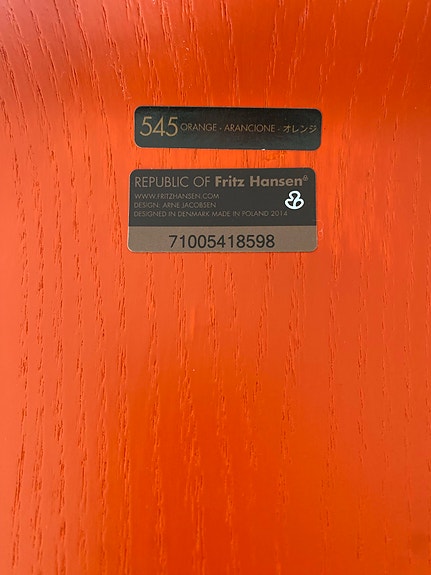 545 ORANGE - ARANCIONE - オレンジ
REPUBLIC OF Fritz Hansen®
WWW.FRITZHANSEN.COM
DESIGN: ARNE JACOBSEN
DESIGNED IN DENMARK MADE IN POLAND 2014
71005418598